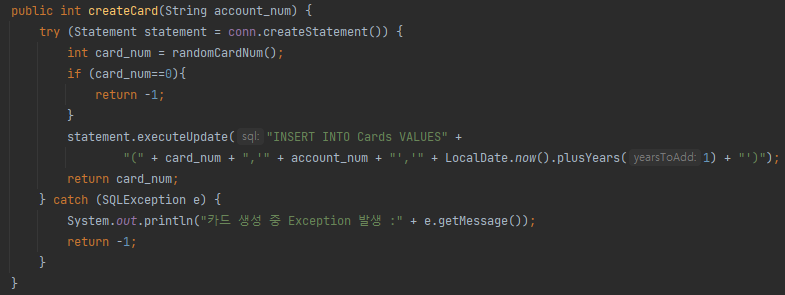 public int createCard(String account_num) {
try (Statement statement = conn.createStatement()) {
int card_num = randomCardNum();
if (card_num==0){
return -1;
}
statement.executeUpdate( sql: "INSERT INTO Cards VALUES" +
"(" + card_num + ",'" + account_num + "','" + LocalDate.now().plusYears( yearsToAdd: 1) + "')");
return card_num;
} catch (SQLException e) {
System.out.println("카드 생성 중 Exception 발생 :" + e.getMessage());
return -1;
}
}